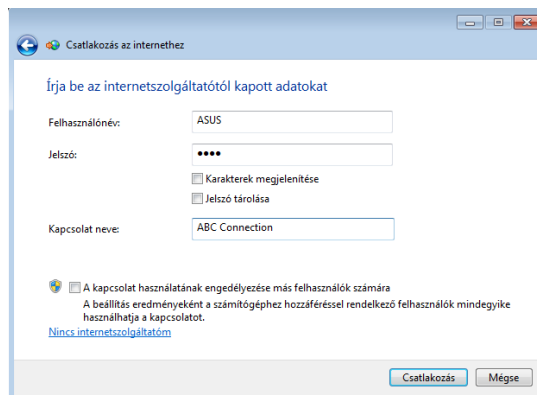 Csatlakozás az internethez
Írja be az internetszolgáltatótól kapott adatokat
Felhasználónév: ASUS
Jelszó: ••••
Karakterek megjelenítése
Jelszó tárolása
Kapcsolat neve: ABC Connection
A kapcsolat használatának engedélyezése más felhasználók számára
A beállítás eredményeként a számítógéphez hozzáféréssel rendelkező felhasználók mindegyike
használhatja a kapcsolatot.
Nincs internetszolgáltatóm
Csatlakozás Mégse